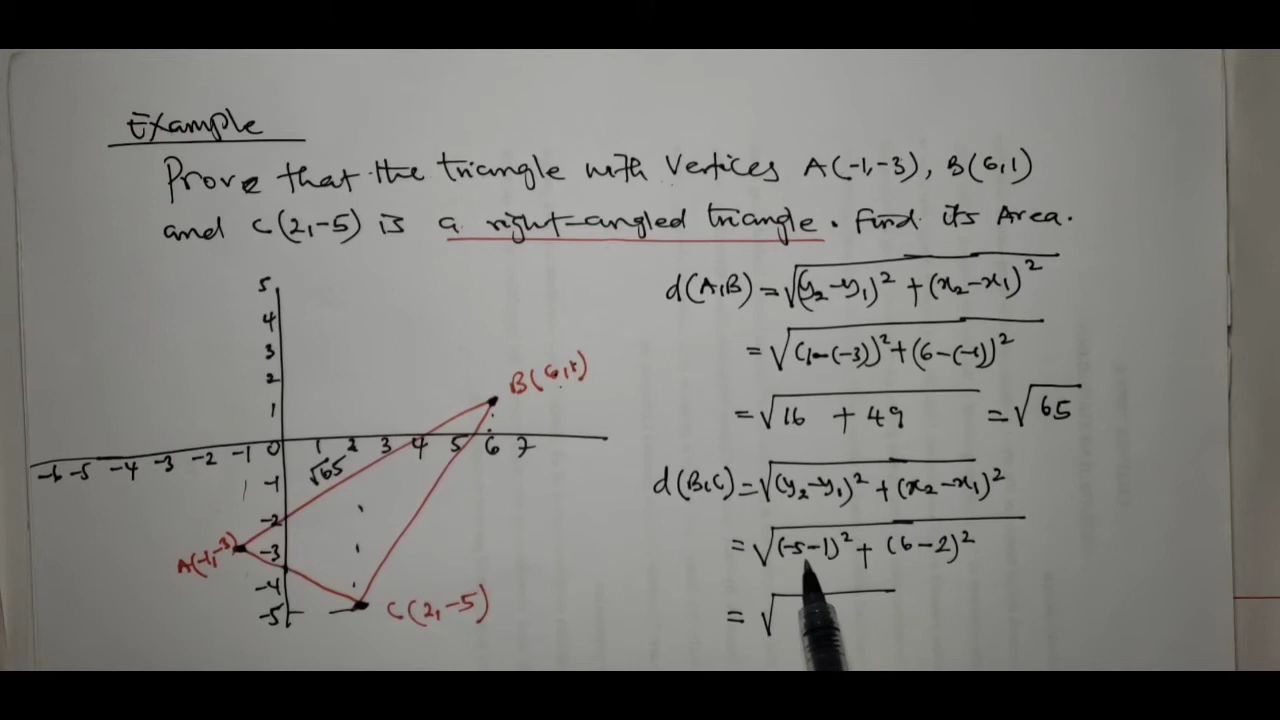 Example
Prove that the triangle with vertices A(-1,-3), B(6,1)
and C(2,-5) is a right-angled triangle. Find its Area.
d(A,B) = √(y₂-y₁)² + (x₂-x₁)²
= √(1-(-3))² + (6-(-1))²
= √16 + 49 = √65
d(B,C) = √(y₂-y₁)² + (x₂-x₁)²
= √(-5-1)² + (6-2)²
= √
5
4
3
2
1
B(6,1)
-6 -5 -4 -3 -2 -1 0 1 2 3 4 5 6 7
√65
-1
-2
A(-1,-3)
-3
-4
-5
C(2,-5)